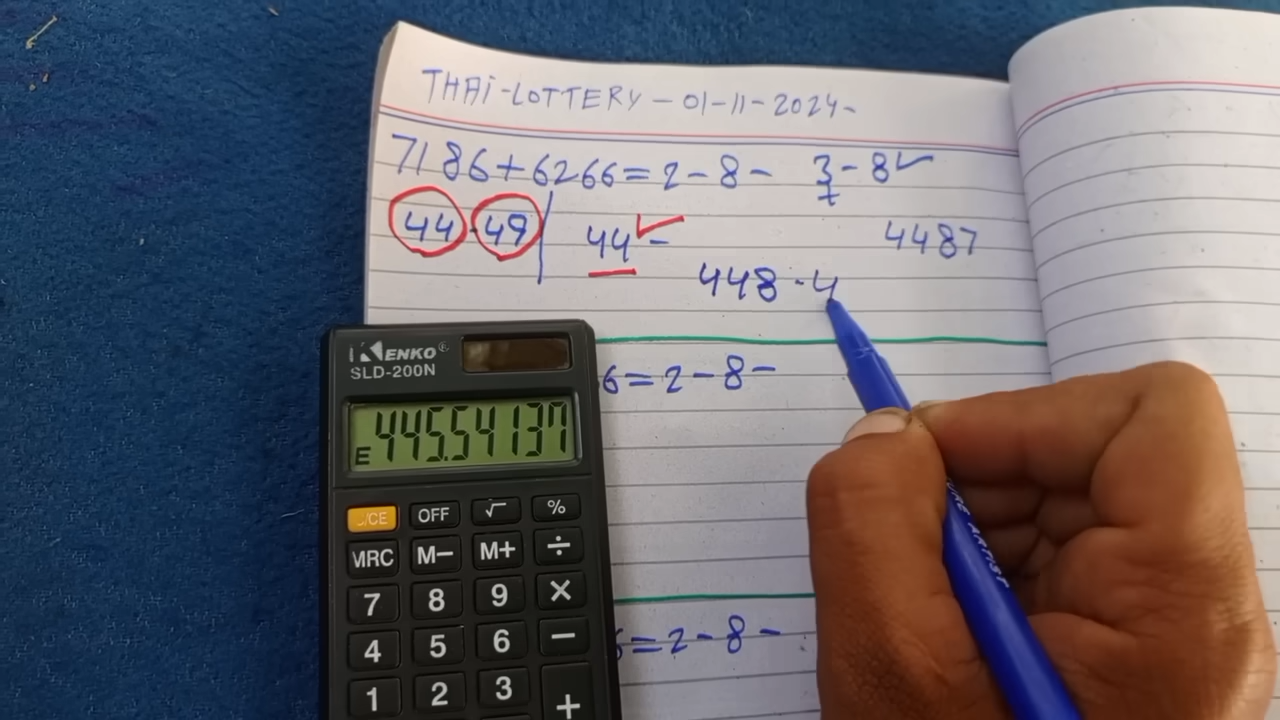 THAI-LOTTERY-01-11-2024-
7186+6266=2-8- 3-8✓
7
44 · 49 | 44✓-
4487
448 · 4
6=2-8-
6=2-8-
KENKO®
SLD-200N
E 445.54137
C/CE OFF √ %
MRC M− M+ ÷
7 8 9 ×
4 5 6 −
1 2 3 +